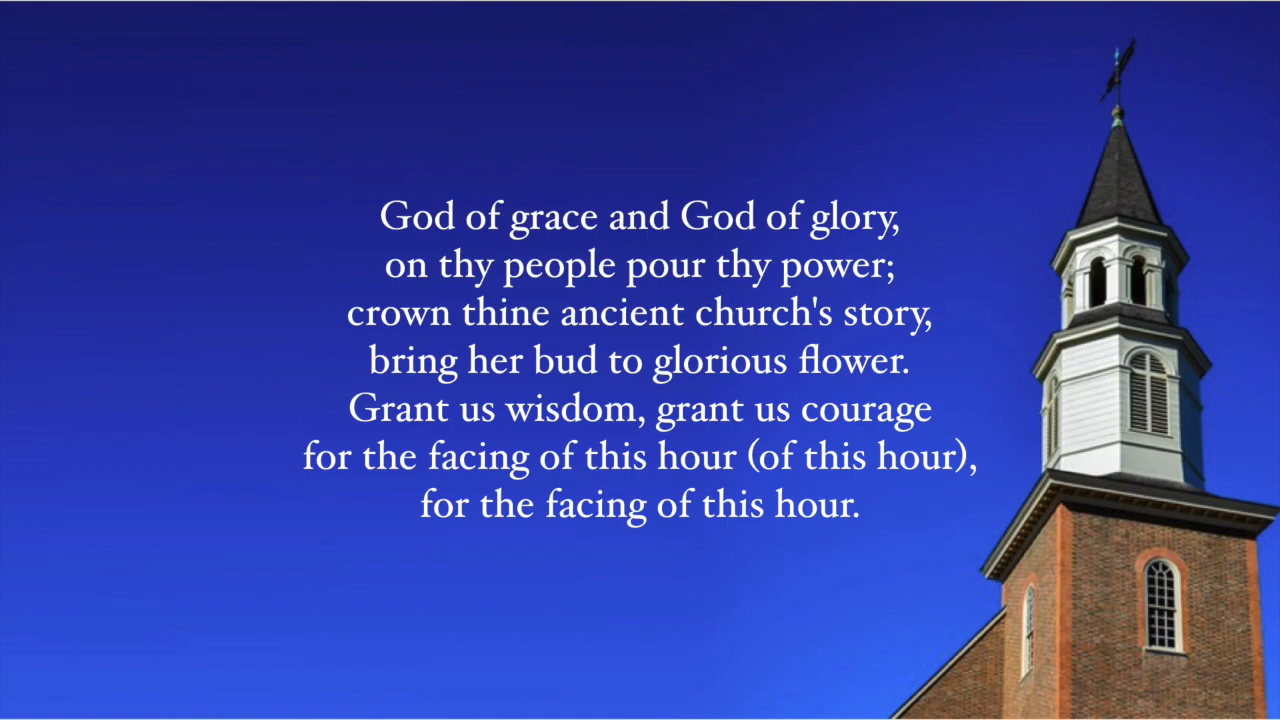 God of grace and God of glory,
on thy people pour thy power;
crown thine ancient church's story,
bring her bud to glorious flower.
Grant us wisdom, grant us courage
for the facing of this hour (of this hour),
for the facing of this hour.